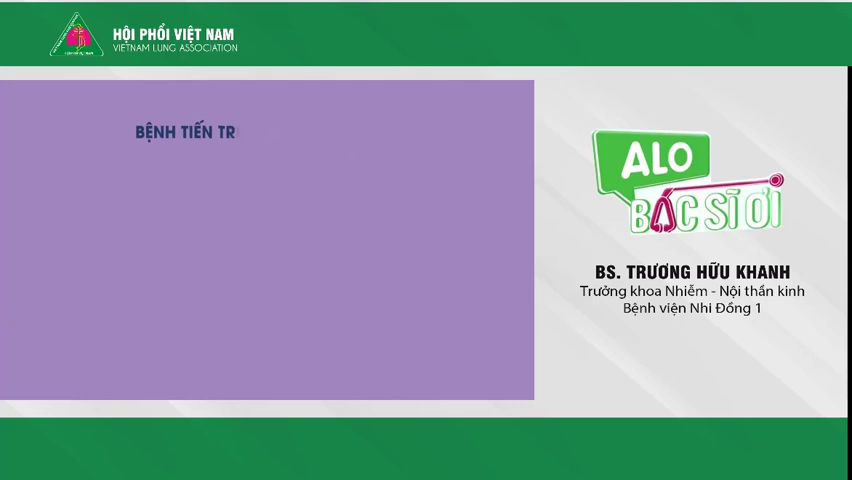 HỘI PHỔI VIỆT NAM
VIETNAM LUNG ASSOCIATION
BỆNH TIẾN TR
ALO
BÁC SĨ ƠI
BS. TRƯƠNG HỮU KHANH
Trưởng khoa Nhiễm - Nội thần kinh
Bệnh viện Nhi Đồng 1